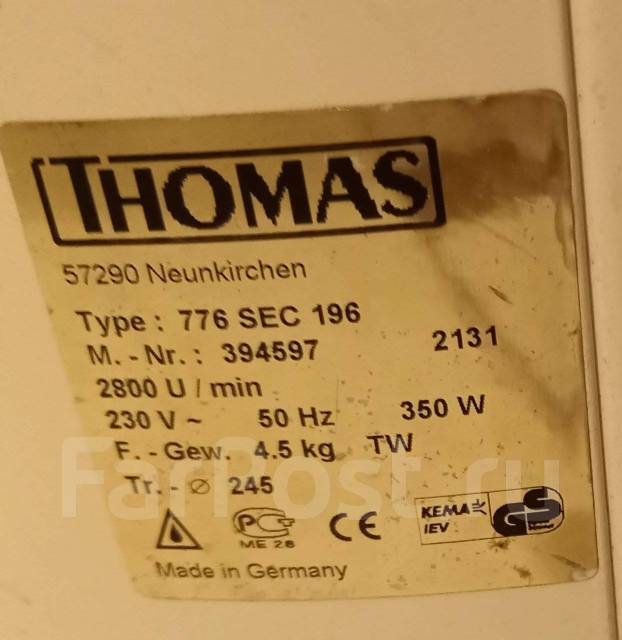 THOMAS
57290 Neunkirchen
Type : 776 SEC 196
M. - Nr. : 394597 2131
2800 U / min
230 V ~ 50 Hz 350 W
F. - Gew. 4.5 kg TW
Tr. - ⌀ 245
FarPost.ru
PC
ME 28
CE
KEMA
IEV
GS
Made in Germany